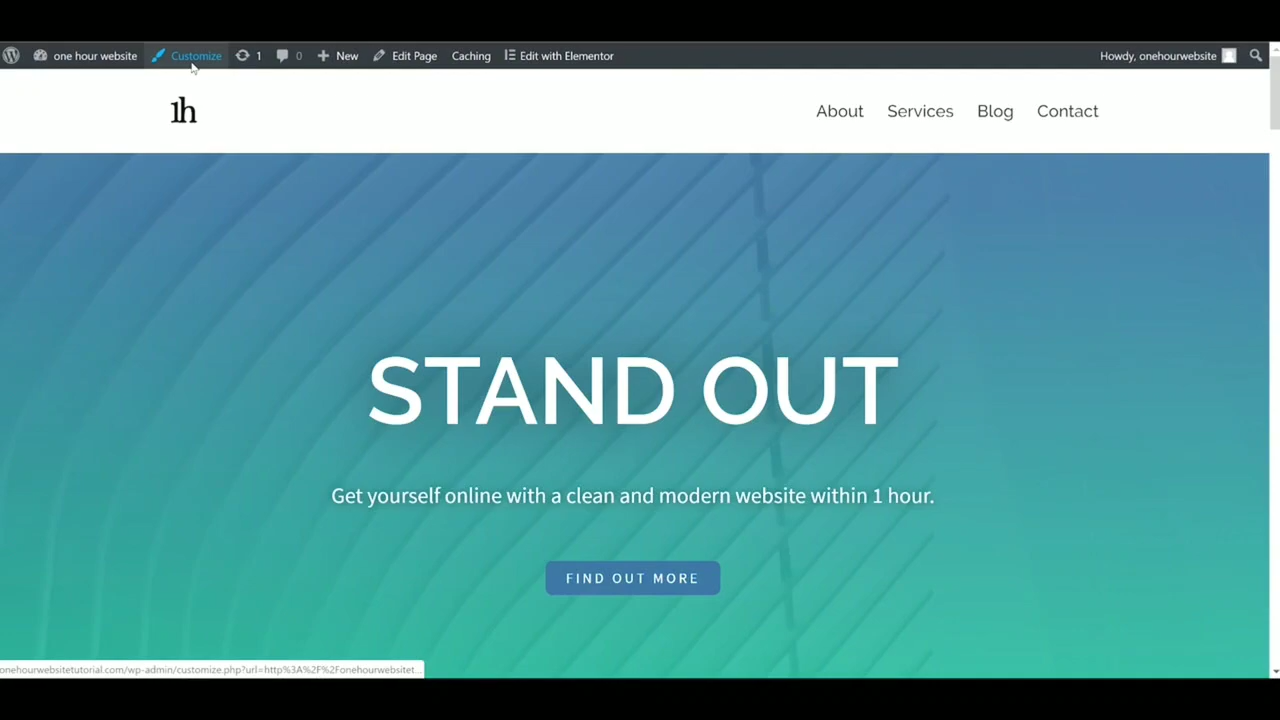 one hour website Customize 1 0 New Edit Page Caching Edit with Elementor Howdy, onehourwebsite
1h About Services Blog Contact
STAND OUT
Get yourself online with a clean and modern website within 1 hour.
FIND OUT MORE
onehourwebsitetutorial.com/wp-admin/customize.php?url=http%3A%2F%2Fonehourwebsitet...